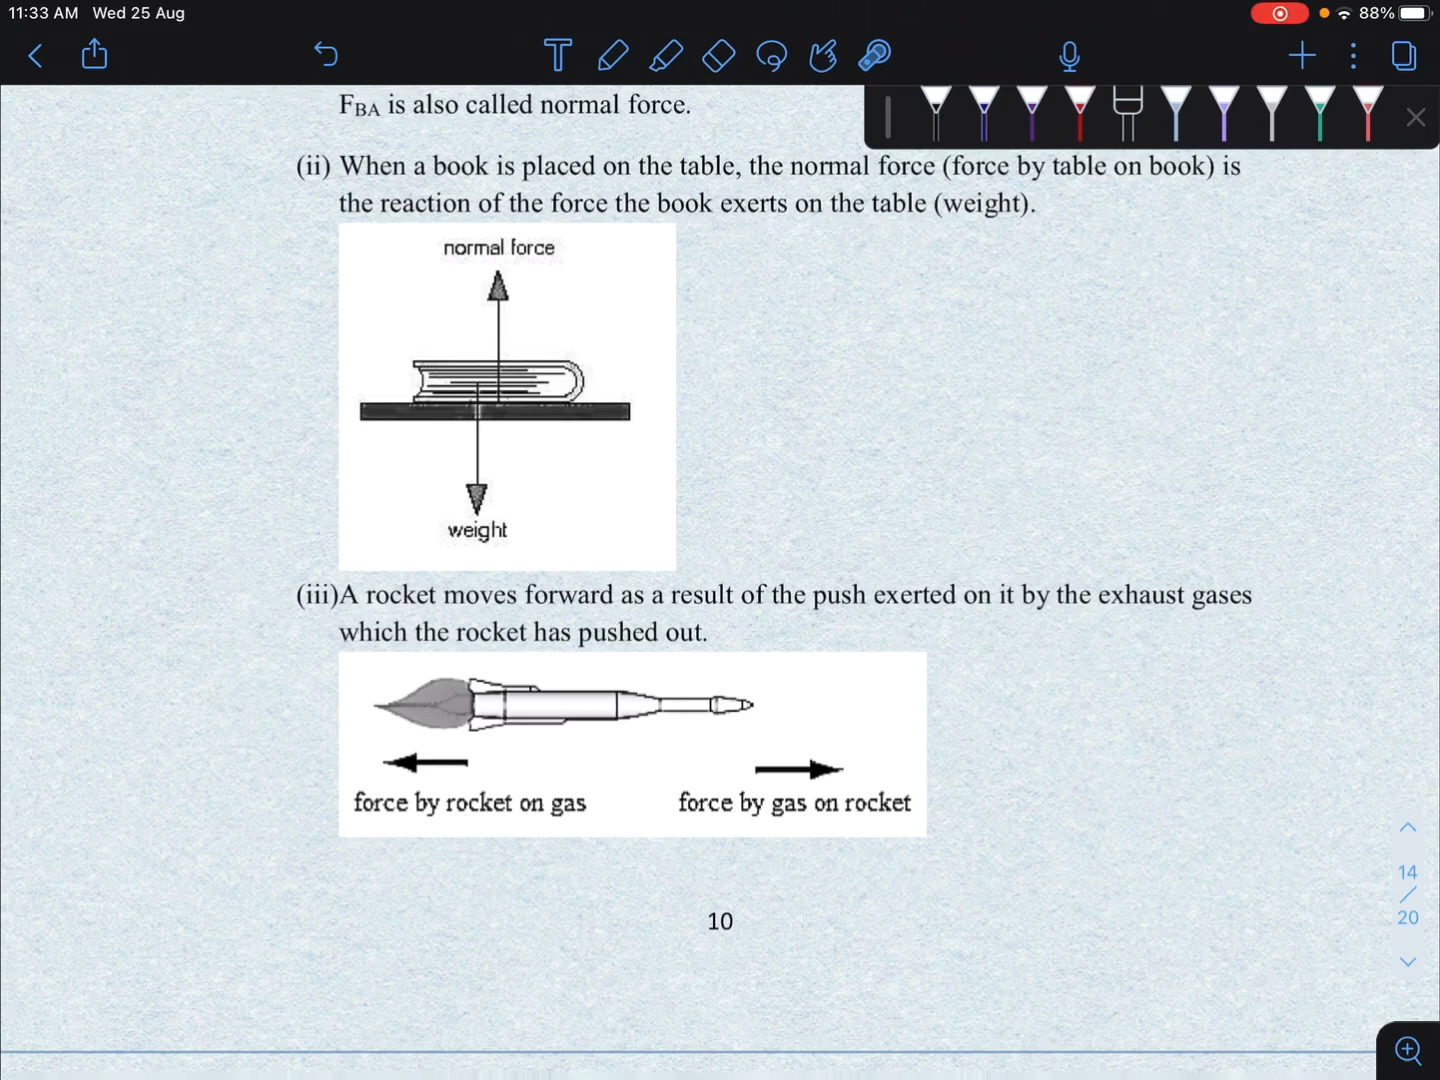 11:33 AM Wed 25 Aug
88%
T
F_BA is also called normal force.
(ii) When a book is placed on the table, the normal force (force by table on book) is
the reaction of the force the book exerts on the table (weight).
normal force
weight
(iii)A rocket moves forward as a result of the push exerted on it by the exhaust gases
which the rocket has pushed out.
force by rocket on gas force by gas on rocket
14
/
20
10